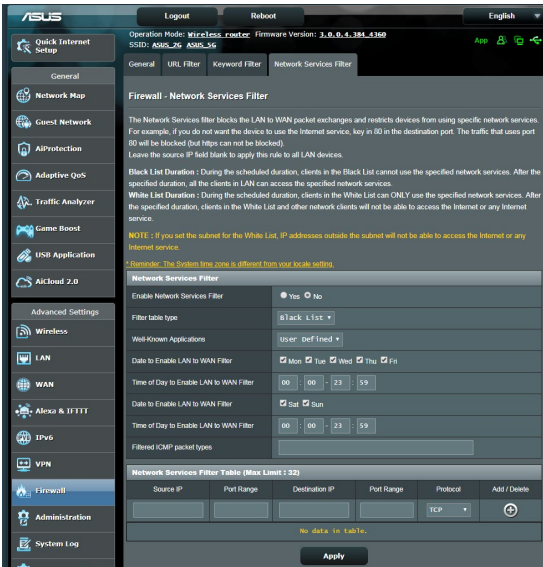 ASUS
Logout
Reboot
English
Operation Mode: Wireless router Firmware Version: 3.0.0.4.384_4360
SSID: ASUS_2G ASUS_5G
App
Quick Internet Setup
General
Network Map
Guest Network
AiProtection
Adaptive QoS
Traffic Analyzer
Game Boost
USB Application
AiCloud 2.0
Advanced Settings
Wireless
LAN
WAN
Alexa & IFTTT
IPv6
VPN
Firewall
Administration
System Log
General URL Filter Keyword Filter Network Services Filter
Firewall - Network Services Filter
The Network Services filter blocks the LAN to WAN packet exchanges and restricts devices from using specific network services.
For example, if you do not want the device to use the Internet service, key in 80 in the destination port. The traffic that uses port
80 will be blocked (but https can not be blocked).
Leave the source IP field blank to apply this rule to all LAN devices.
Black List Duration : During the scheduled duration, clients in the Black List cannot use the specified network services. After the
specified duration, all the clients in LAN can access the specified network services.
White List Duration : During the scheduled duration, clients in the White List can ONLY use the specified network services. After
the specified duration, clients in the White List and other network clients will not be able to access the Internet or any Internet
service.
NOTE : If you set the subnet for the White List, IP addresses outside the subnet will not be able to access the Internet or any
Internet service.
* Reminder: The System time zone is different from your locale setting.
Network Services Filter
Enable Network Services Filter Yes No
Filter table type Black List
Well-Known Applications User Defined
Date to Enable LAN to WAN Filter Mon Tue Wed Thu Fri
Time of Day to Enable LAN to WAN Filter 00 : 00 - 23 : 59
Date to Enable LAN to WAN Filter Sat Sun
Time of Day to Enable LAN to WAN Filter 00 : 00 - 23 : 59
Filtered ICMP packet types
Network Services Filter Table (Max Limit : 32)
Source IP Port Range Destination IP Port Range Protocol Add / Delete
TCP
No data in table.
Apply